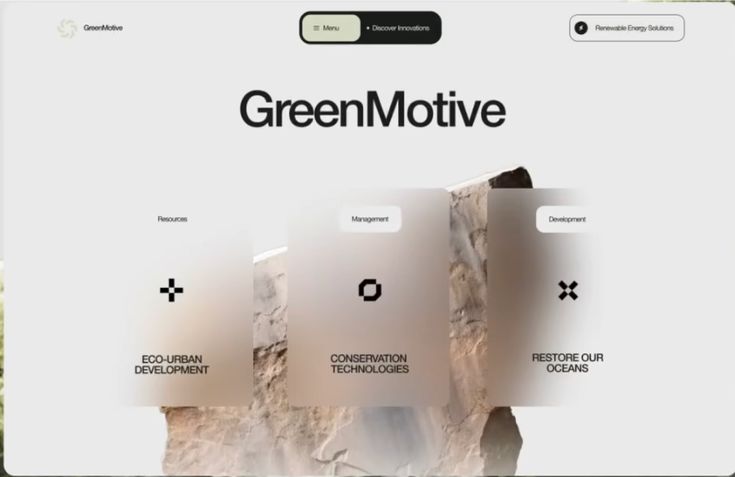 GreenMotive
Menu
Discover Innovations
Renewable Energy Solutions
GreenMotive
Resources
Management
Development
ECO-URBAN
DEVELOPMENT
CONSERVATION
TECHNOLOGIES
RESTORE OUR
OCEANS